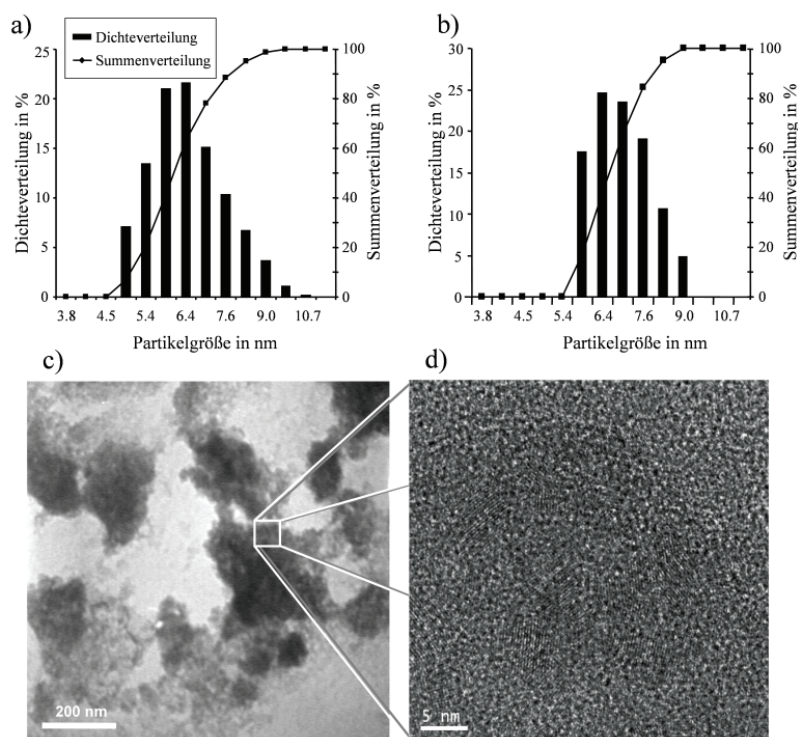 a)
Dichteverteilung
Summenverteilung
25
20
15
10
5
0
Dichteverteilung in %
100
80
60
40
20
0
Summenverteilung in %
3.8 4.5 5.4 6.4 7.6 9.0 10.7
Partikelgröße in nm
b)
30
25
20
15
10
5
0
Dichteverteilung in %
100
80
60
40
20
0
Summenverteilung in %
3.8 4.5 5.4 6.4 7.6 9.0 10.7
Partikelgröße in nm
c)
200 nm
d)
5 nm